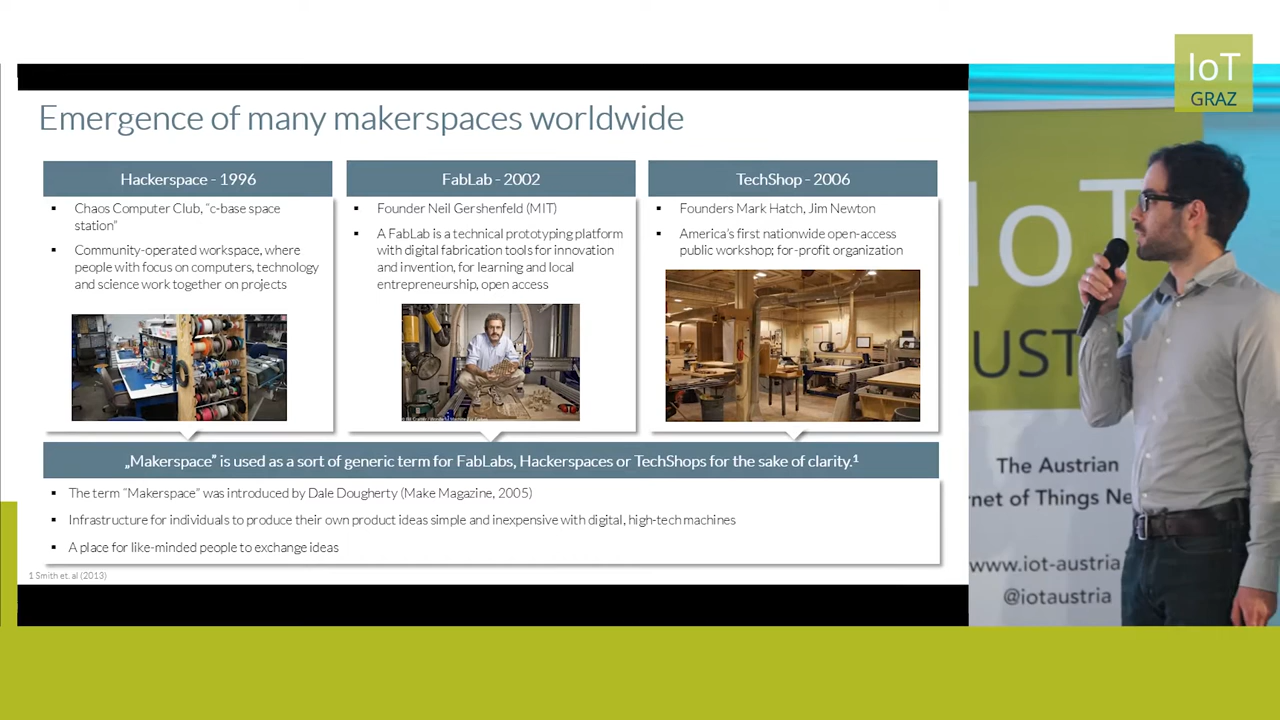 IoT
GRAZ
Emergence of many makerspaces worldwide
Hackerspace - 1996
▪ Chaos Computer Club, “c-base space
station”
▪ Community-operated workspace, where
people with focus on computers, technology
and science work together on projects
FabLab - 2002
▪ Founder Neil Gershenfeld (MIT)
▪ A FabLab is a technical prototyping platform
with digital fabrication tools for innovation
and invention, for learning and local
entrepreneurship, open access
TechShop - 2006
▪ Founders Mark Hatch, Jim Newton
▪ America’s first nationwide open-access
public workshop; for-profit organization
„Makerspace” is used as a sort of generic term for FabLabs, Hackerspaces or TechShops for the sake of clarity.¹
▪ The term “Makerspace” was introduced by Dale Dougherty (Make Magazine, 2005)
▪ Infrastructure for individuals to produce their own product ideas simple and inexpensive with digital, high-tech machines
▪ A place for like-minded people to exchange ideas
1 Smith et. al (2013)
IoT
UST
The Austrian
rnet of Things Ne
www.iot-austria
@iotaustria